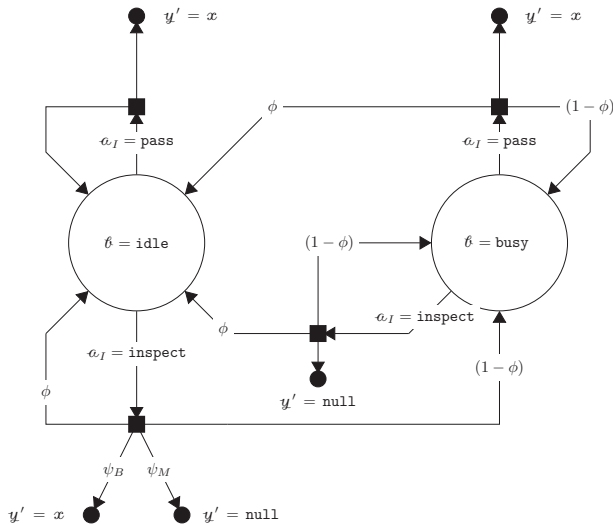 𝓎′ = 𝓍
𝓎′ = 𝓍
ϕ
(1 − ϕ)
𝒶_I = pass
𝒶_I = pass
𝒷 = idle
(1 − ϕ)
𝒷 = busy
ϕ
𝒶_I = inspect
𝒶_I = inspect
(1 − ϕ)
ϕ
𝓎′ = null
ψ_B
ψ_M
𝓎′ = 𝓍
𝓎′ = null